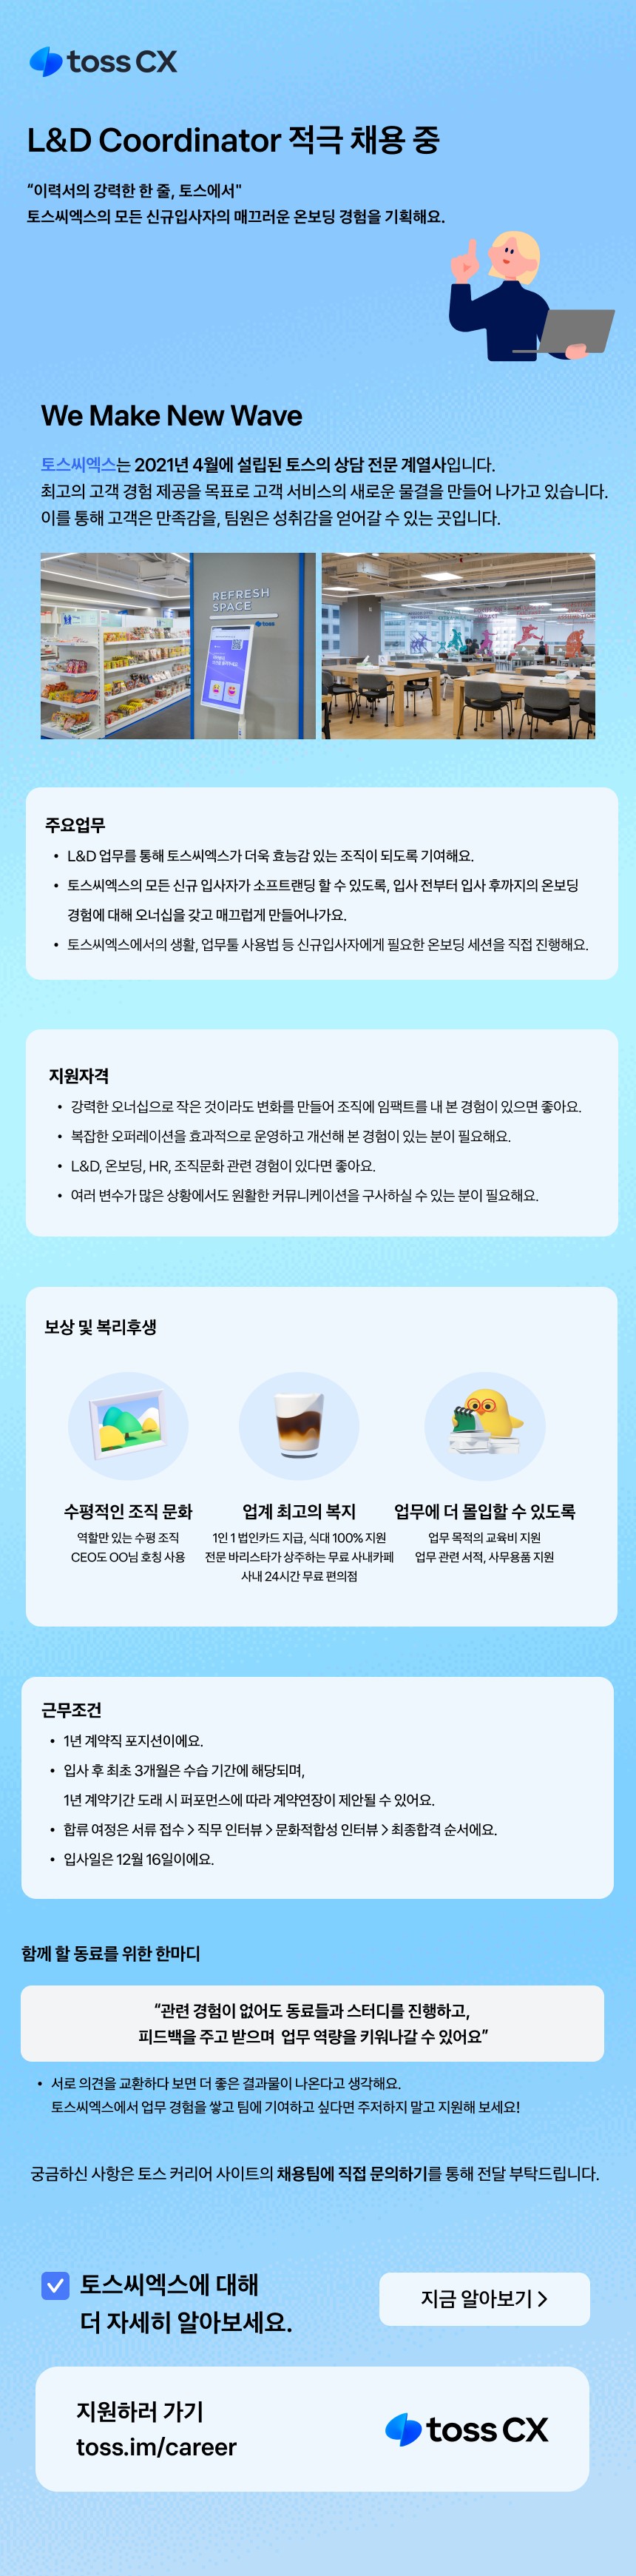 toss CX
L&D Coordinator 적극 채용 중
“이력서의 강력한 한 줄, 토스에서"
토스씨엑스의 모든 신규입사자의 매끄러운 온보딩 경험을 기획해요.
We Make New Wave
토스씨엑스는 2021년 4월에 설립된 토스의 상담 전문 계열사입니다.
최고의 고객 경험 제공을 목표로 고객 서비스의 새로운 물결을 만들어 나가고 있습니다.
이를 통해 고객은 만족감을, 팀원은 성취감을 얻어갈 수 있는 곳입니다.
REFRESH
SPACE
toss
주요업무
• L&D 업무를 통해 토스씨엑스가 더욱 효능감 있는 조직이 되도록 기여해요.
• 토스씨엑스의 모든 신규 입사자가 소프트랜딩 할 수 있도록, 입사 전부터 입사 후까지의 온보딩
경험에 대해 오너십을 갖고 매끄럽게 만들어나가요.
• 토스씨엑스에서의 생활, 업무툴 사용법 등 신규입사자에게 필요한 온보딩 세션을 직접 진행해요.
지원자격
• 강력한 오너십으로 작은 것이라도 변화를 만들어 조직에 임팩트를 내 본 경험이 있으면 좋아요.
• 복잡한 오퍼레이션을 효과적으로 운영하고 개선해 본 경험이 있는 분이 필요해요.
• L&D, 온보딩, HR, 조직문화 관련 경험이 있다면 좋아요.
• 여러 변수가 많은 상황에서도 원활한 커뮤니케이션을 구사하실 수 있는 분이 필요해요.
보상 및 복리후생
수평적인 조직 문화
역할만 있는 수평 조직
CEO도 OO님 호칭 사용
업계 최고의 복지
1인 1 법인카드 지급, 식대 100% 지원
전문 바리스타가 상주하는 무료 사내카페
사내 24시간 무료 편의점
업무에 더 몰입할 수 있도록
업무 목적의 교육비 지원
업무 관련 서적, 사무용품 지원
근무조건
• 1년 계약직 포지션이에요.
• 입사 후 최초 3개월은 수습 기간에 해당되며,
1년 계약기간 도래 시 퍼포먼스에 따라 계약연장이 제안될 수 있어요.
• 합류 여정은 서류 접수 > 직무 인터뷰 > 문화적합성 인터뷰 > 최종합격 순서에요.
• 입사일은 12월 16일이에요.
함께 할 동료를 위한 한마디
“관련 경험이 없어도 동료들과 스터디를 진행하고,
피드백을 주고 받으며 업무 역량을 키워나갈 수 있어요”
• 서로 의견을 교환하다 보면 더 좋은 결과물이 나온다고 생각해요.
토스씨엑스에서 업무 경험을 쌓고 팀에 기여하고 싶다면 주저하지 말고 지원해 보세요!
궁금하신 사항은 토스 커리어 사이트의 채용팀에 직접 문의하기를 통해 전달 부탁드립니다.
토스씨엑스에 대해
더 자세히 알아보세요.
지금 알아보기 >
지원하러 가기
toss.im/career
toss CX